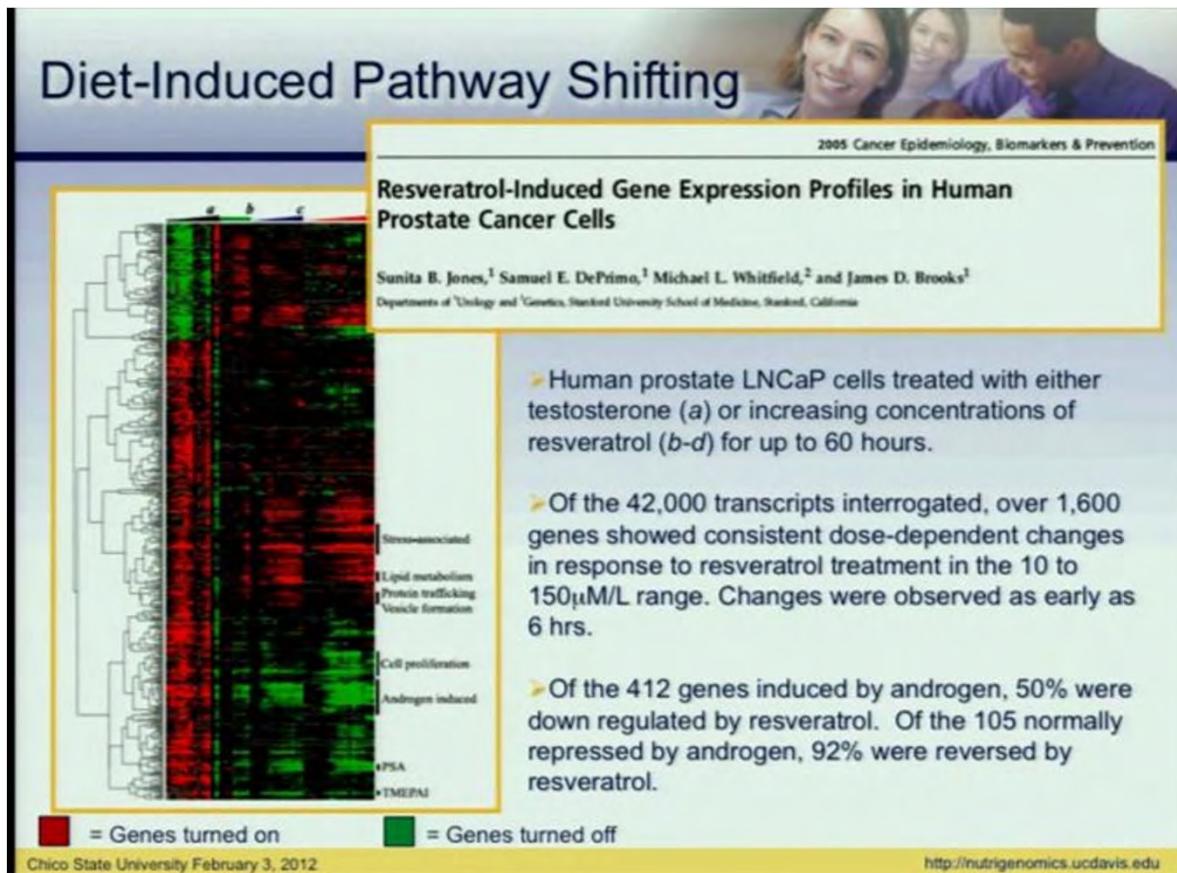 Diet-Induced Pathway Shifting
2005 Cancer Epidemiology, Biomarkers & Prevention
Resveratrol-Induced Gene Expression Profiles in Human
Prostate Cancer Cells
Sunita B. Jones,¹ Samuel E. DePrimo,¹ Michael L. Whitfield,² and James D. Brooks¹
Departments of ¹Urology and ²Genetics, Stanford University School of Medicine, Stanford, California
a b c
Stress-associated
Lipid metabolism
Protein trafficking
Vesicle formation
Cell proliferation
Androgen induced
PSA
TMEPAI
➢Human prostate LNCaP cells treated with either
testosterone (a) or increasing concentrations of
resveratrol (b-d) for up to 60 hours.
➢Of the 42,000 transcripts interrogated, over 1,600
genes showed consistent dose-dependent changes
in response to resveratrol treatment in the 10 to
150µM/L range. Changes were observed as early as
6 hrs.
➢Of the 412 genes induced by androgen, 50% were
down regulated by resveratrol. Of the 105 normally
repressed by androgen, 92% were reversed by
resveratrol.
= Genes turned on
= Genes turned off
Chico State University February 3, 2012
http://nutrigenomics.ucdavis.edu